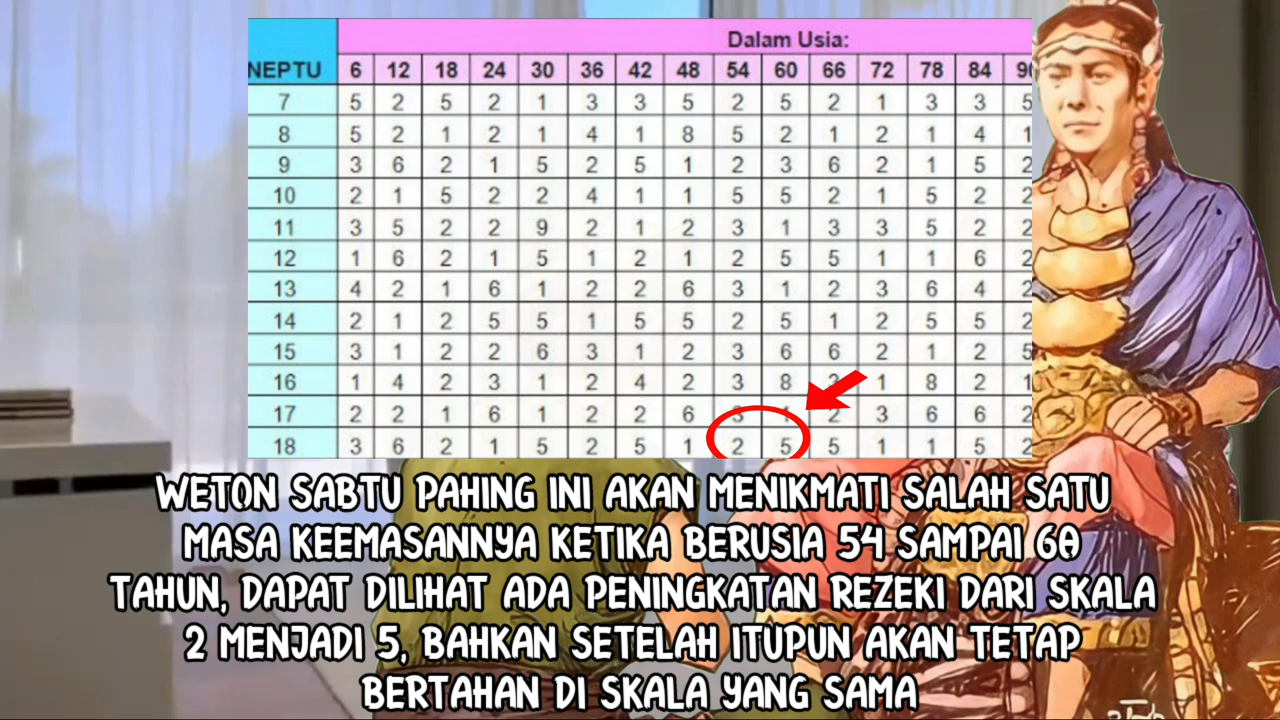 Dalam Usia:
NEPTU 6 12 18 24 30 36 42 48 54 60 66 72 78 84
7 5 2 5 2 1 3 3 5 2 5 2 1 3 3 5
8 5 2 1 2 1 4 1 8 5 2 1 2 1 4 1
9 3 6 2 1 5 2 5 1 2 3 6 2 1 5 2
10 2 1 5 2 2 4 1 1 5 5 2 1 5 2 2
11 3 5 2 2 9 2 1 2 3 1 3 3 5 2 2
12 1 6 2 1 5 1 2 1 2 5 5 1 1 6 2
13 4 2 1 6 1 2 2 6 3 1 2 3 6 4 2
14 2 1 2 5 5 1 5 5 2 5 1 2 5 5 2
15 3 1 2 2 6 3 1 2 3 6 6 2 1 2 5
16 1 4 2 3 1 2 4 2 3 8 1 8 2 1
17 2 2 1 6 1 2 2 6 3 1 2 3 6 6 2
18 3 6 2 1 5 2 5 1 2 5 5 1 1 5 2
WETON SABTU PAHING INI AKAN MENIKMATI SALAH SATU
MASA KEEMASANNYA KETIKA BERUSIA 54 SAMPAI 60
TAHUN, DAPAT DILIHAT ADA PENINGKATAN REZEKI DARI SKALA
2 MENJADI 5, BAHKAN SETELAH ITUPUN AKAN TETAP
BERTAHAN DI SKALA YANG SAMA